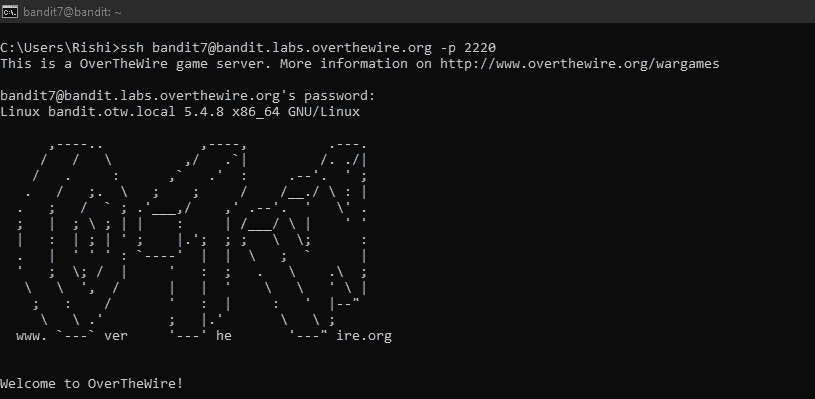 bandit7@bandit: ~
C:\Users\Rishi>ssh bandit7@bandit.labs.overthewire.org -p 2220
This is a OverTheWire game server. More information on http://www.overthewire.org/wargames
bandit7@bandit.labs.overthewire.org's password:
Linux bandit.otw.local 5.4.8 x86_64 GNU/Linux
www. `---` ver '---' he '---" ire.org
Welcome to OverTheWire!